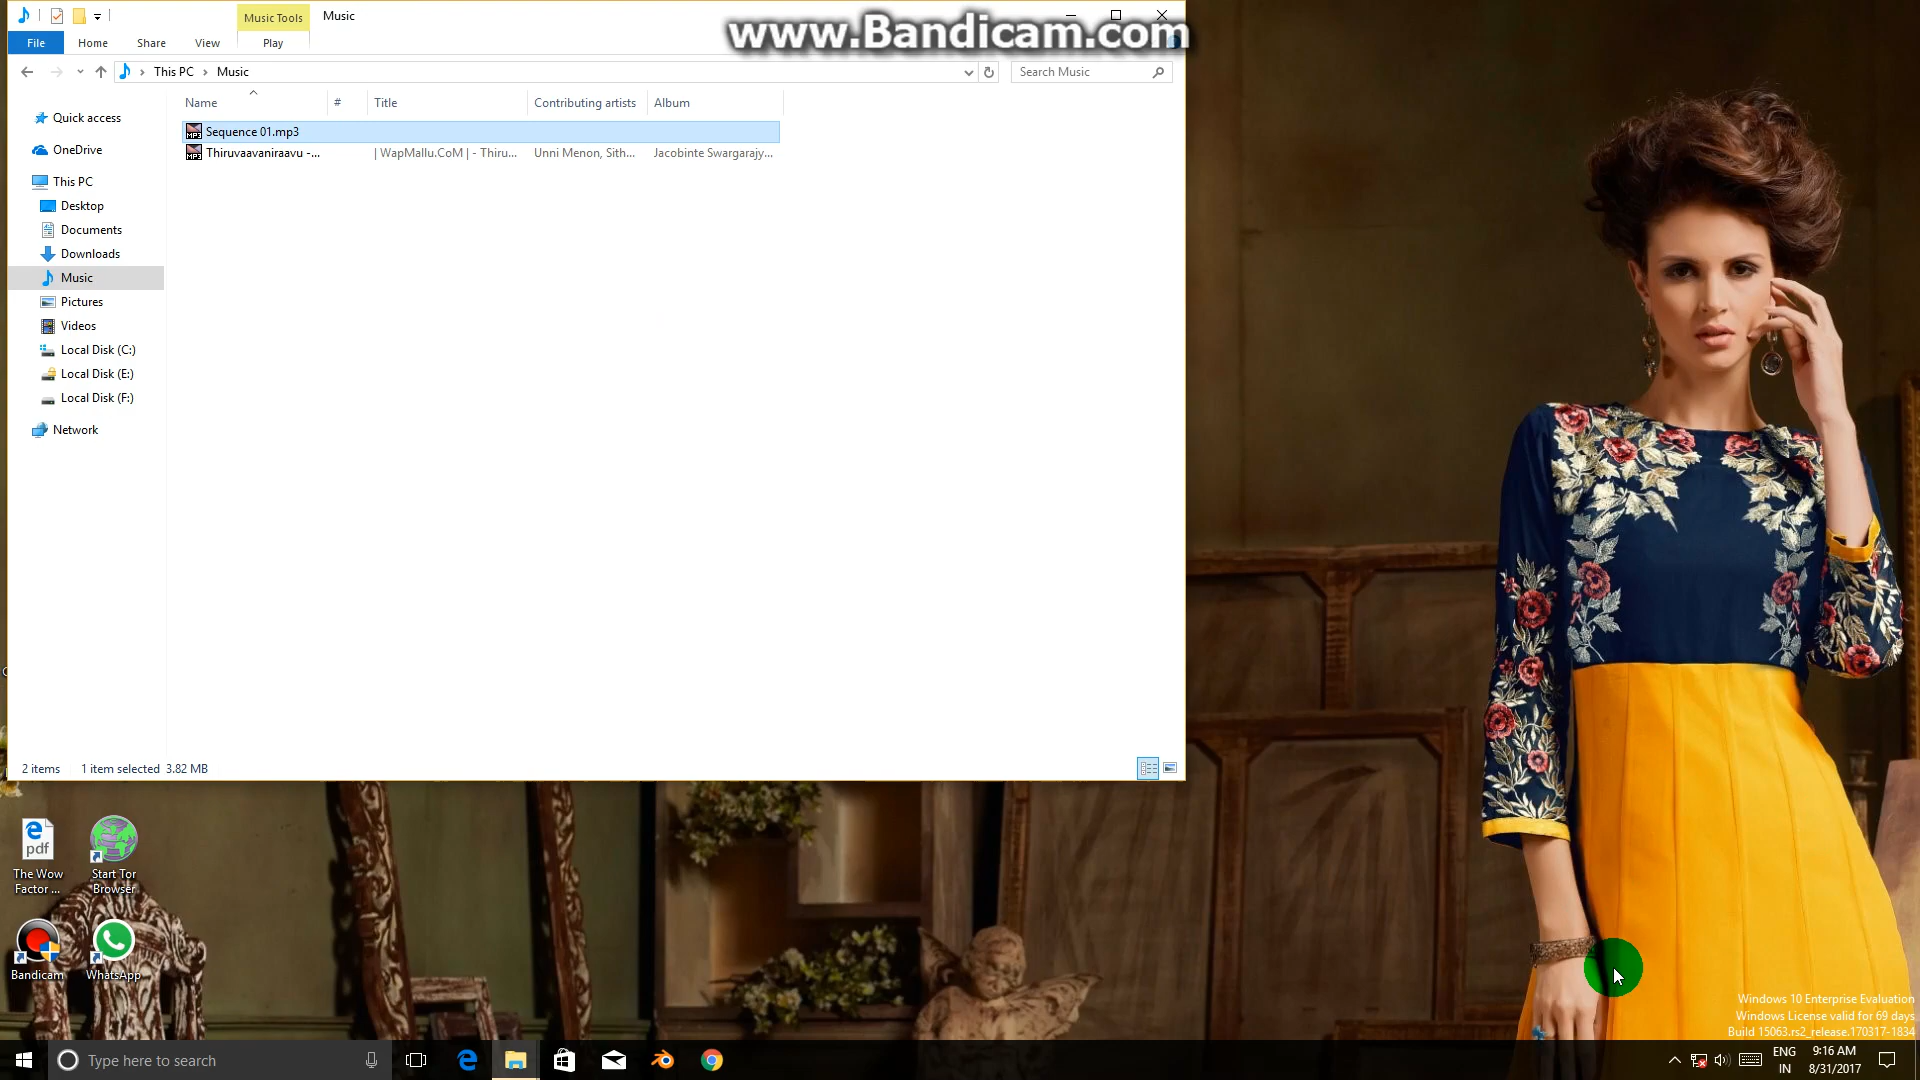 Music Tools
Music
www.Bandicam.com
File
Home
Share
View
Play
This PC
Music
Search Music
Name
#
Title
Contributing artists
Album
Quick access
OneDrive
This PC
Desktop
Documents
Downloads
Music
Pictures
Videos
Local Disk (C:)
Local Disk (E:)
Local Disk (F:)
Network
Sequence 01.mp3
MP3
Thiruvaavaniraavu -...
| WapMallu.CoM | - Thiru...
Unni Menon, Sith...
Jacobinte Swargarajy...
MP3
2 items
1 item selected
3.82 MB
pdf
The Wow
Factor ...
Start Tor
Browser
Bandicam
WhatsApp
Windows 10 Enterprise Evaluation
Windows License valid for 69 days
Build 15063.rs2_release.170317-1834
Type here to search
ENG
IN
9:16 AM
8/31/2017